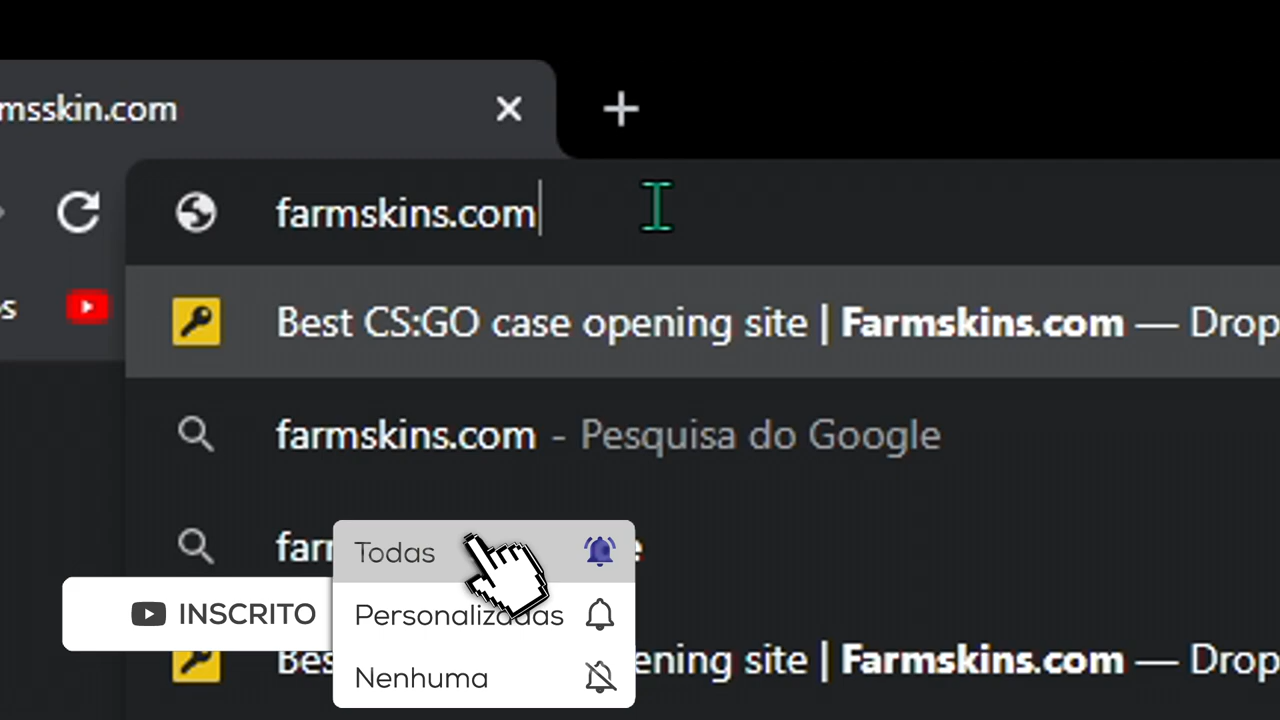 msskin.com
farmskins.com
s
Best CS:GO case opening site | Farmskins.com — Drop
farmskins.com - Pesquisa do Google
Todas
INSCRITO
Personalizadas
Bes ening site | Farmskins.com — Drop
Nenhuma